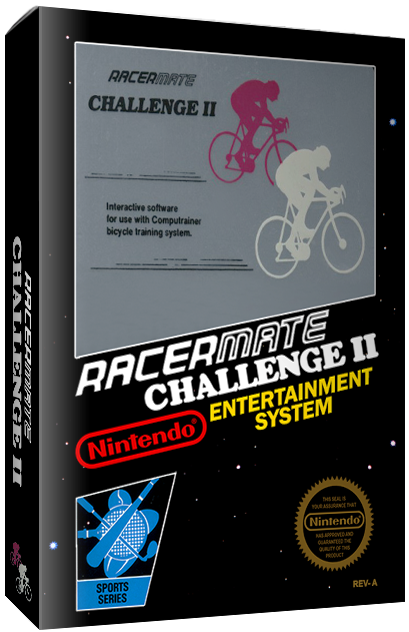 RACERMATE
CHALLENGE II
Interactive software
for use with Computrainer
bicycle training system.
RACERMATE
CHALLENGE II
ENTERTAINMENT
SYSTEM
Nintendo®
SPORTS
SERIES
THIS SEAL IS
YOUR ASSURANCE THAT
Nintendo
HAS APPROVED AND
GUARANTEED THE
QUALITY OF THIS
PRODUCT
REV-A
RACERMATE
CHALLENGE II